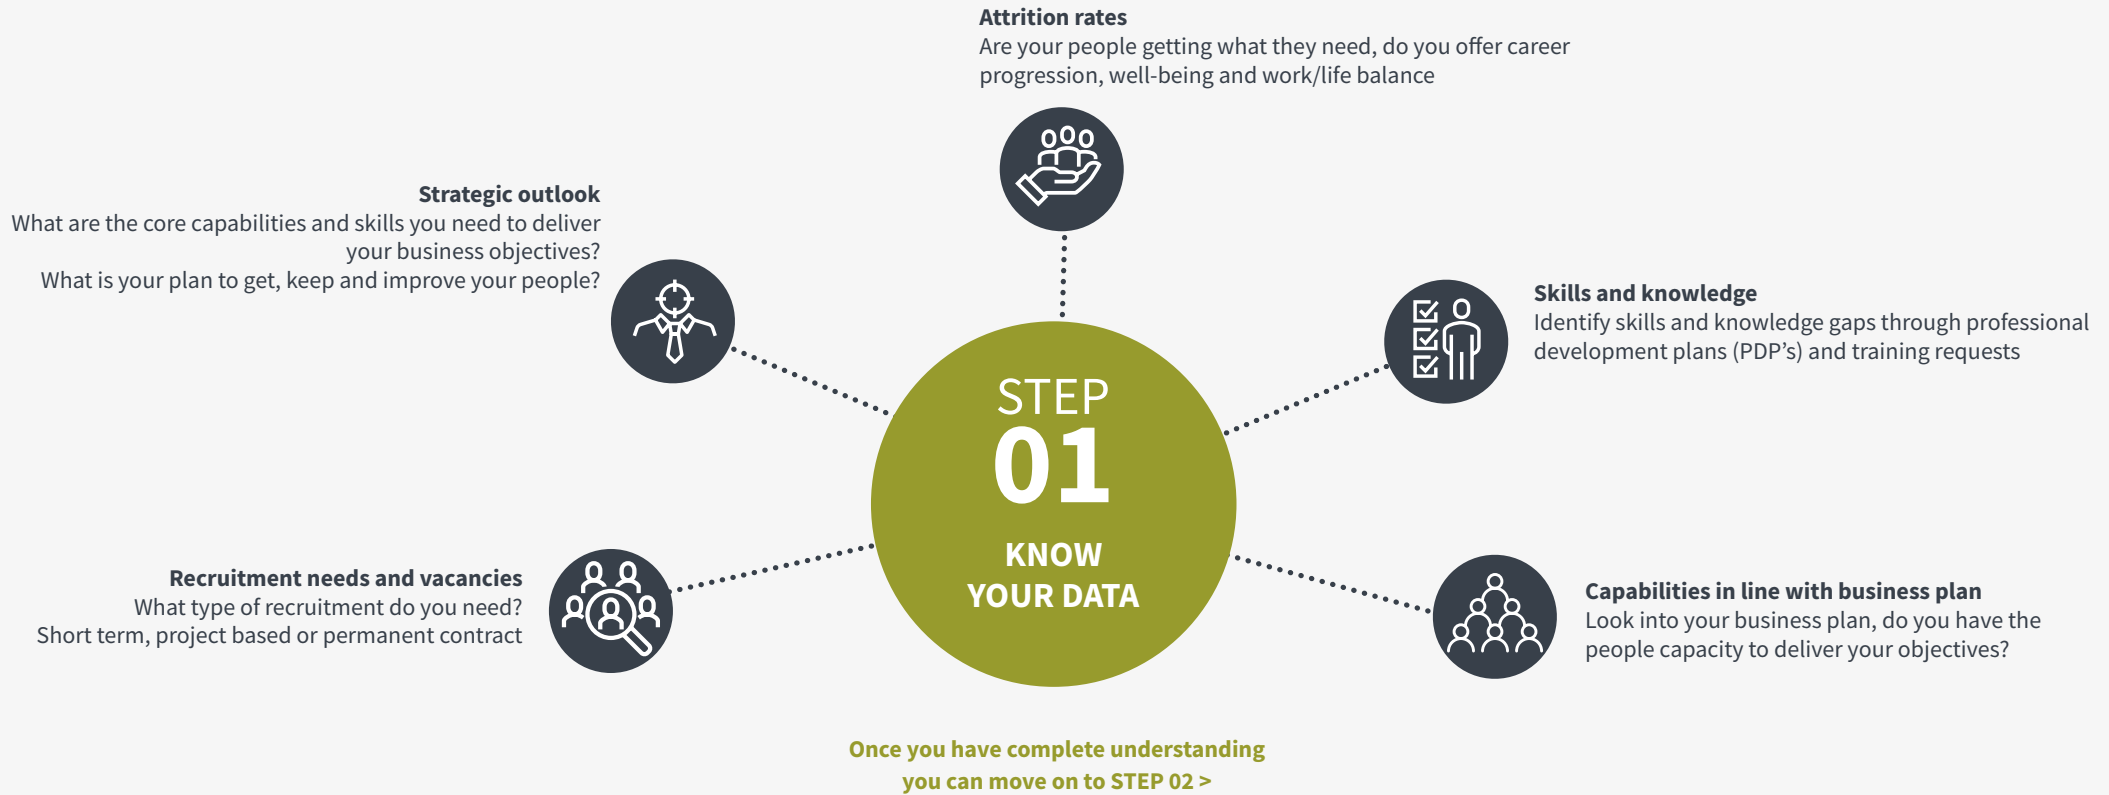 Attrition rates
Are your people getting what they need, do you offer career
progression, well-being and work/life balance
Strategic outlook
What are the core capabilities and skills you need to deliver
your business objectives?
What is your plan to get, keep and improve your people?
Skills and knowledge
Identify skills and knowledge gaps through professional
development plans (PDP’s) and training requests
STEP
01
KNOW
YOUR DATA
Recruitment needs and vacancies
What type of recruitment do you need?
Short term, project based or permanent contract
Capabilities in line with business plan
Look into your business plan, do you have the
people capacity to deliver your objectives?
Once you have complete understanding
you can move on to STEP 02 >